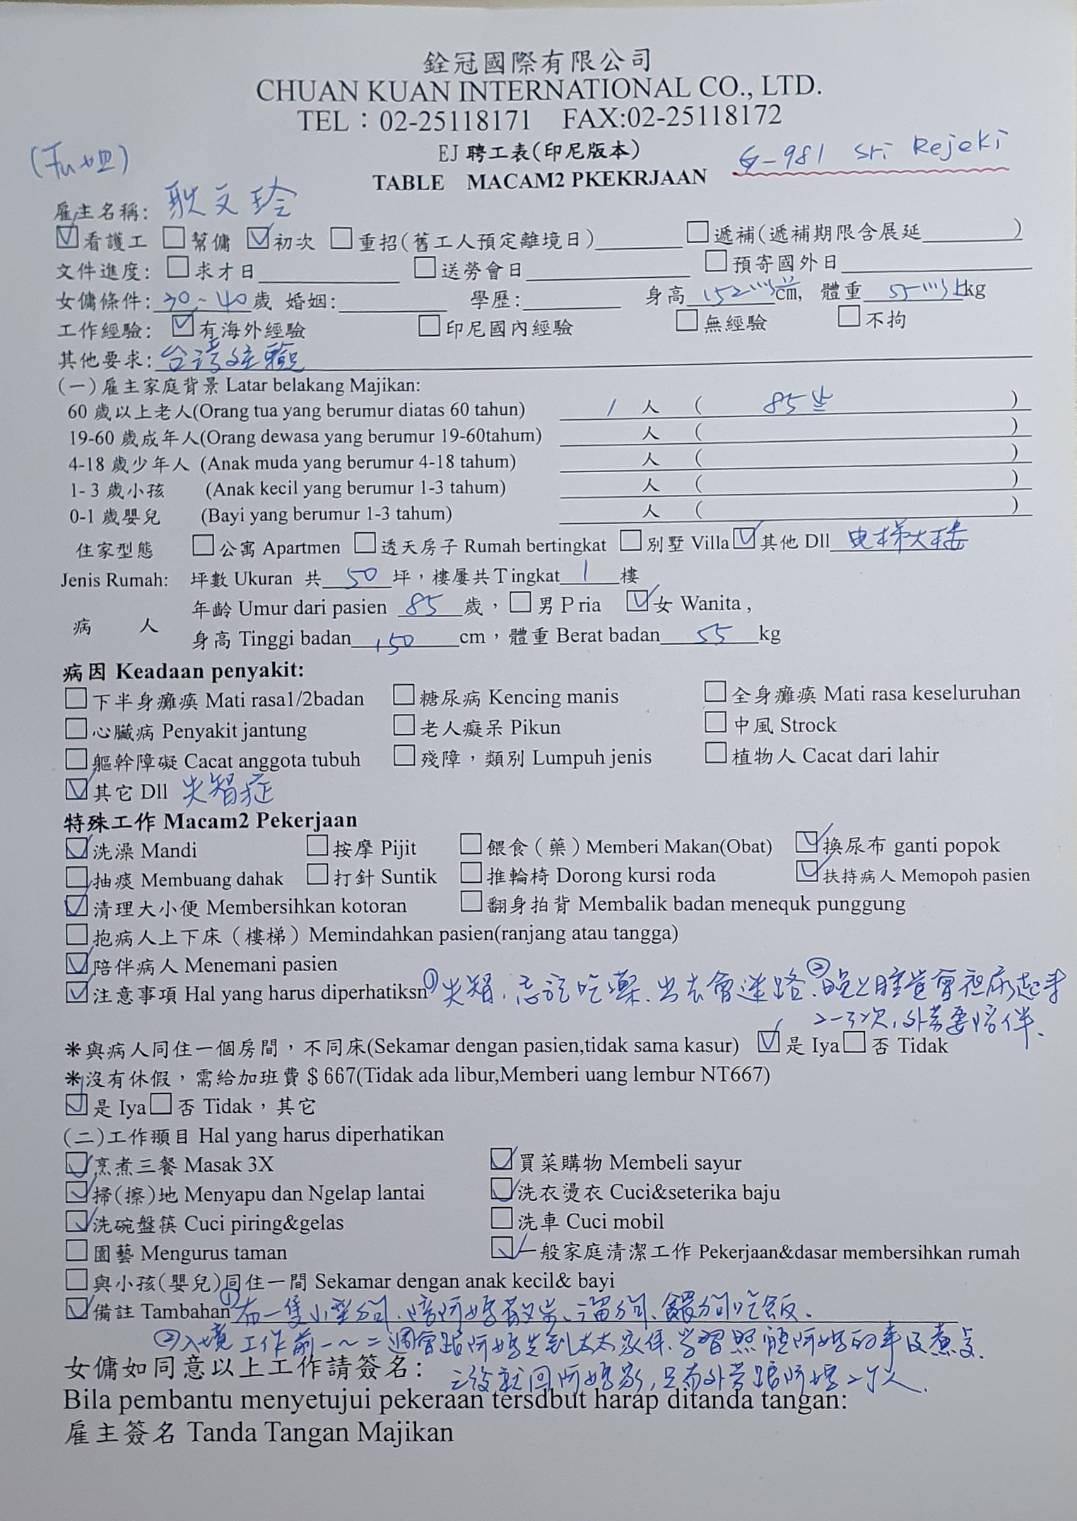 銓冠國際有限公司
CHUAN KUAN INTERNATIONAL CO., LTD.
TEL：02-25118171 FAX:02-25118172
EJ 聘工表(印尼版本)
G-981 Sri Rejeki
TABLE MACAM2 PKEKRJAAN
雇主名稱: 耿文玲
☑看護工 □幫傭 ☑初次 □重招(舊工人預定離境日)______ □遞補(遞補期限含展延______)
文件進度: □求才日______ □送勞會日______ □預寄國外日______
女傭條件: 30~40歲 婚姻:______ 學歷:______ 身高 152以上cm, 體重 55以上kg
工作經驗: ☑有海外經驗 □印尼國內經驗 □無經驗 □不拘
其他要求: 台灣經驗
(一)雇主家庭背景 Latar belakang Majikan:
60 歲以上老人(Orang tua yang berumur diatas 60 tahun) 1 人 ( 85歲 )
19-60 歲成年人(Orang dewasa yang berumur 19-60tahum) 人 ( )
4-18 歲少年人 (Anak muda yang berumur 4-18 tahum) 人 ( )
1- 3 歲小孩 (Anak kecil yang berumur 1-3 tahum) 人 ( )
0-1 歲嬰兒 (Bayi yang berumur 1-3 tahum) 人 ( )
住家型態 □公寓 Apartmen □透天房子 Rumah bertingkat □別墅 Villa ☑其他 Dll 电梯大楼
Jenis Rumah: 坪數 Ukuran 共 50 坪，樓層共Tingkat 1 樓
年齡 Umur dari pasien 85 歲，□男Pria ☑女 Wanita ,
病 人 身高 Tinggi badan 150 cm，體重 Berat badan 55 kg
病因 Keadaan penyakit:
□下半身癱瘓 Mati rasa1/2badan □糖尿病 Kencing manis □全身癱瘓 Mati rasa keseluruhan
□心臟病 Penyakit jantung □老人癡呆 Pikun □中風 Strock
□軀幹障礙 Cacat anggota tubuh □殘障，類別 Lumpuh jenis □植物人 Cacat dari lahir
☑其它 Dll 失智症
特殊工作 Macam2 Pekerjaan
☑洗澡 Mandi □按摩 Pijit □餵食（藥）Memberi Makan(Obat) ☑換尿布 ganti popok
□抽痰 Membuang dahak □打針 Suntik □推輪椅 Dorong kursi roda ☑扶持病人 Memopoh pasien
☑清理大小便 Membersihkan kotoran □翻身拍背 Membalik badan menequk punggung
□抱病人上下床（樓梯）Memindahkan pasien(ranjang atau tangga)
☑陪伴病人 Menemani pasien
☑注意事項 Hal yang harus diperhatiksn ①失智，忘記吃藥、出去會迷路、②晚上睡覺會夜尿起來
2~3次，外勞要陪伴、
＊與病人同住一個房間，不同床(Sekamar dengan pasien,tidak sama kasur) ☑是 Iya□否 Tidak
＊沒有休假，需給加班費＄667(Tidak ada libur,Memberi uang lembur NT667)
☑是 Iya□否 Tidak，其它
(二)工作項目 Hal yang harus diperhatikan
☑烹煮三餐 Masak 3X ☑買菜購物 Membeli sayur
☑掃(擦)地 Menyapu dan Ngelap lantai ☑洗衣燙衣 Cuci&seterika baju
☑洗碗盤筷 Cuci piring&gelas □洗車 Cuci mobil
□園藝 Mengurus taman ☑一般家庭清潔工作 Pekerjaan&dasar membersihkan rumah
□與小孩(嬰兒)同住一間 Sekamar dengan anak kecil& bayi
☑備註 Tambahan ①有一隻小型狗、陪阿嬤散步、遛狗、餵狗吃飯、
②入境工作前一~二週會跟阿嬤先到太太家住、學習照顧阿嬤的事及煮食、
女傭如同意以上工作請簽名:
之後就回阿嬤家，只有外勞跟阿嬤2个人、
Bila pembantu menyetujui pekeraan tersdbut harap ditanda tangan:
雇主簽名 Tanda Tangan Majikan